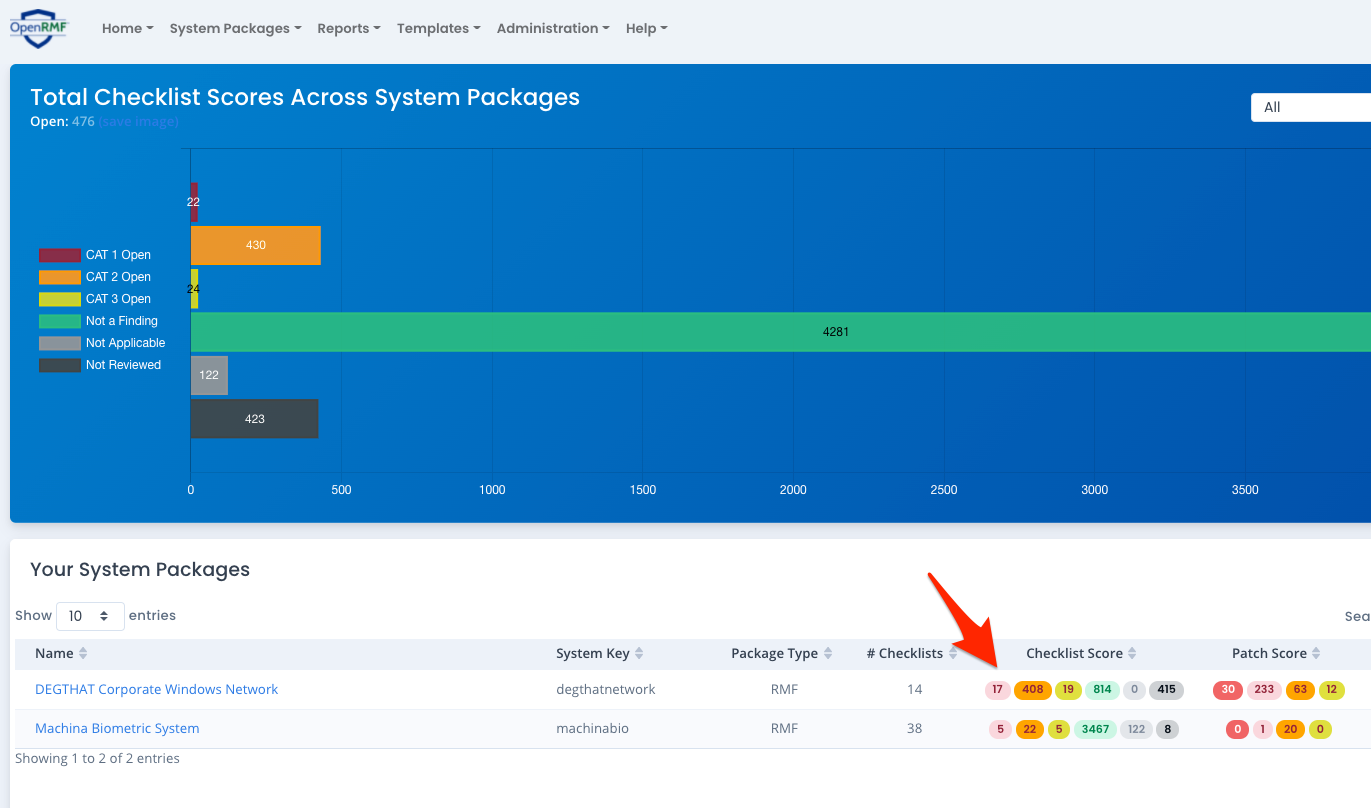 OpenRMF
Home System Packages Reports Templates Administration Help
Total Checklist Scores Across System Packages
Open: 476 (save image)
All
22
430
CAT 1 Open
CAT 2 Open
24
CAT 3 Open
Not a Finding
4281
Not Applicable
Not Reviewed
122
423
0 500 1000 1500 2000 2500 3000 3500
Your System Packages
Show 10 entries
Sea
Name System Key Package Type # Checklists Checklist Score Patch Score
DEGTHAT Corporate Windows Network degthatnetwork RMF 14 17 408 19 814 0 415 30 233 63 12
Machina Biometric System machinabio RMF 38 5 22 5 3467 122 8 0 1 20 0
Showing 1 to 2 of 2 entries